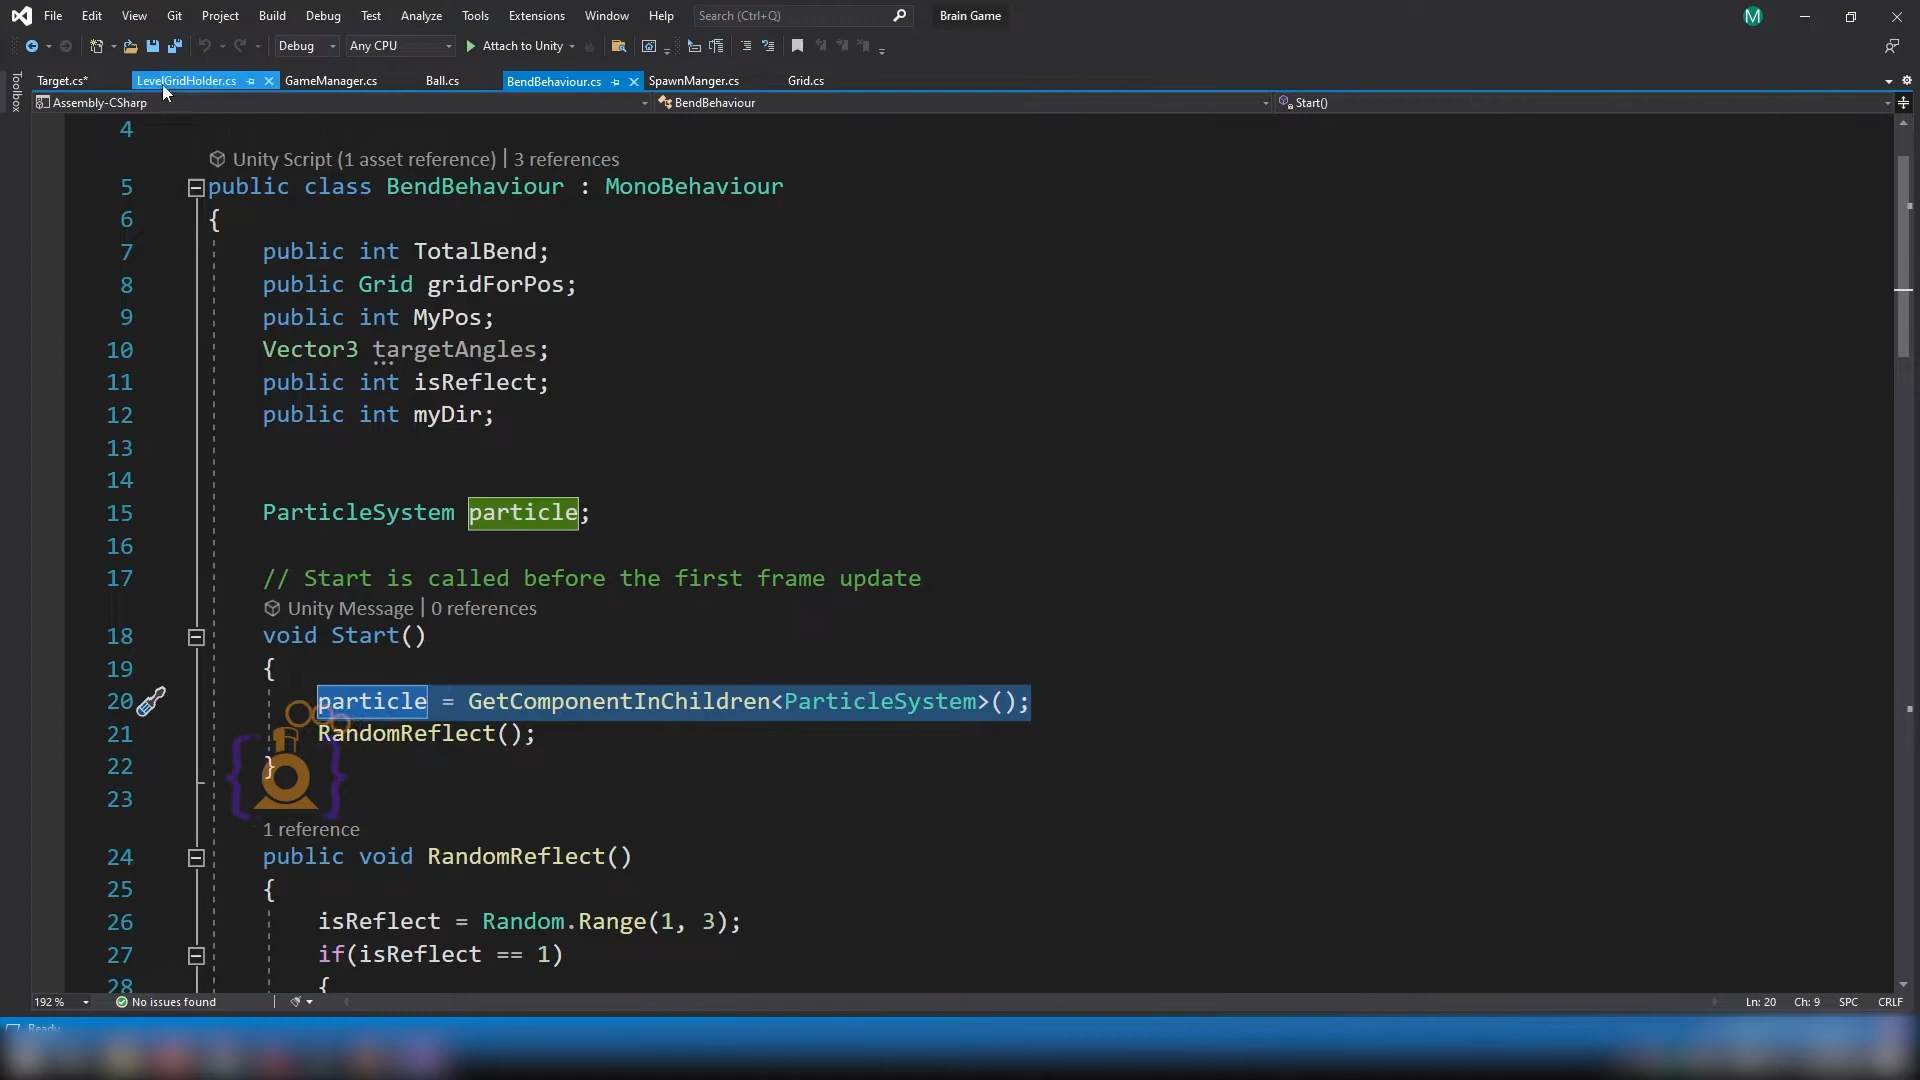 File Edit View Git Project Build Debug Test Analyze Tools Extensions Window Help Search (Ctrl+Q) Brain Game M
Debug Any CPU Attach to Unity
Toolbox
Target.cs* LevelGridHolder.cs GameManager.cs Ball.cs BendBehaviour.cs SpawnManger.cs Grid.cs
Assembly-CSharp BendBehaviour Start()
4
Unity Script (1 asset reference) | 3 references
5 public class BendBehaviour : MonoBehaviour
6 {
7 public int TotalBend;
8 public Grid gridForPos;
9 public int MyPos;
10 Vector3 targetAngles;
11 public int isReflect;
12 public int myDir;
13
14
15 ParticleSystem particle;
16
17 // Start is called before the first frame update
Unity Message | 0 references
18 void Start()
19 {
20 particle = GetComponentInChildren<ParticleSystem>();
21 RandomReflect();
22 }
23
1 reference
24 public void RandomReflect()
25 {
26 isReflect = Random.Range(1, 3);
27 if(isReflect == 1)
28 {
192 % No issues found Ln: 20 Ch: 9 SPC CRLF
Ready